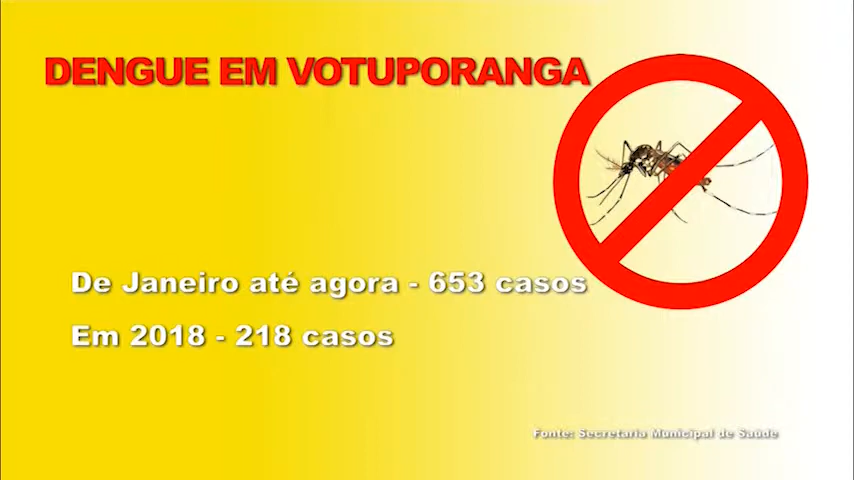 DENGUE EM VOTUPORANGA
De Janeiro até agora - 653 casos
Em 2018 - 218 casos
Fonte: Secretaria Municipal de Saúde